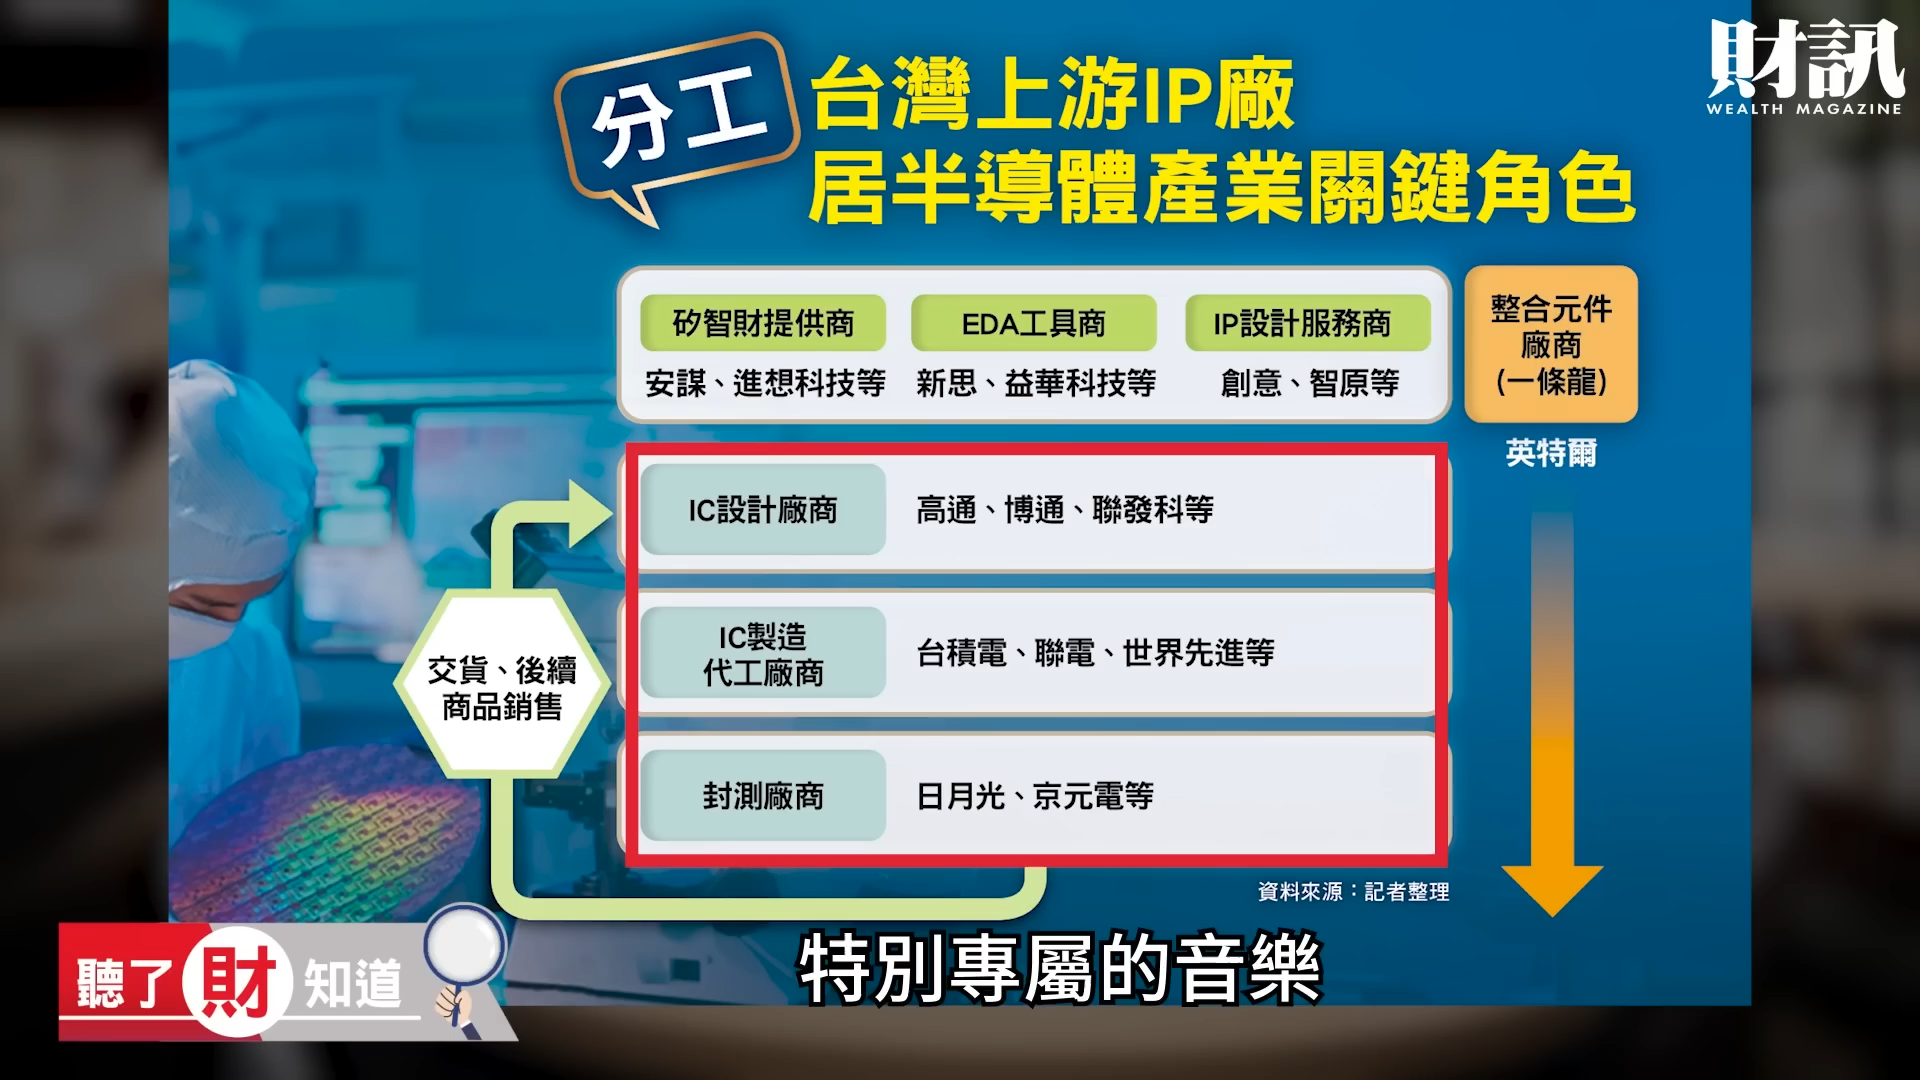 財訊
WEALTH MAGAZINE
分工
台灣上游IP廠
居半導體產業關鍵角色
矽智財提供商
安謀、進想科技等
EDA工具商
新思、益華科技等
IP設計服務商
創意、智原等
整合元件
廠商
(一條龍)
英特爾
IC設計廠商
高通、博通、聯發科等
IC製造
代工廠商
台積電、聯電、世界先進等
封測廠商
日月光、京元電等
交貨、後續
商品銷售
資料來源：記者整理
特別專屬的音樂
聽了財知道